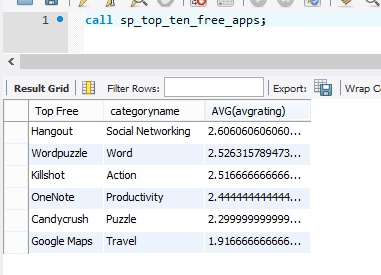 1 call sp_top_ten_free_apps;
Result Grid Filter Rows: Export: Wrap C
Top Free categoryname AVG(avgrating)
Hangout Social Networking 2.606060606060...
Wordpuzzle Word 2.526315789473...
Killshot Action 2.516666666666...
OneNote Productivity 2.444444444444...
Candycrush Puzzle 2.299999999999...
Google Maps Travel 1.916666666666...